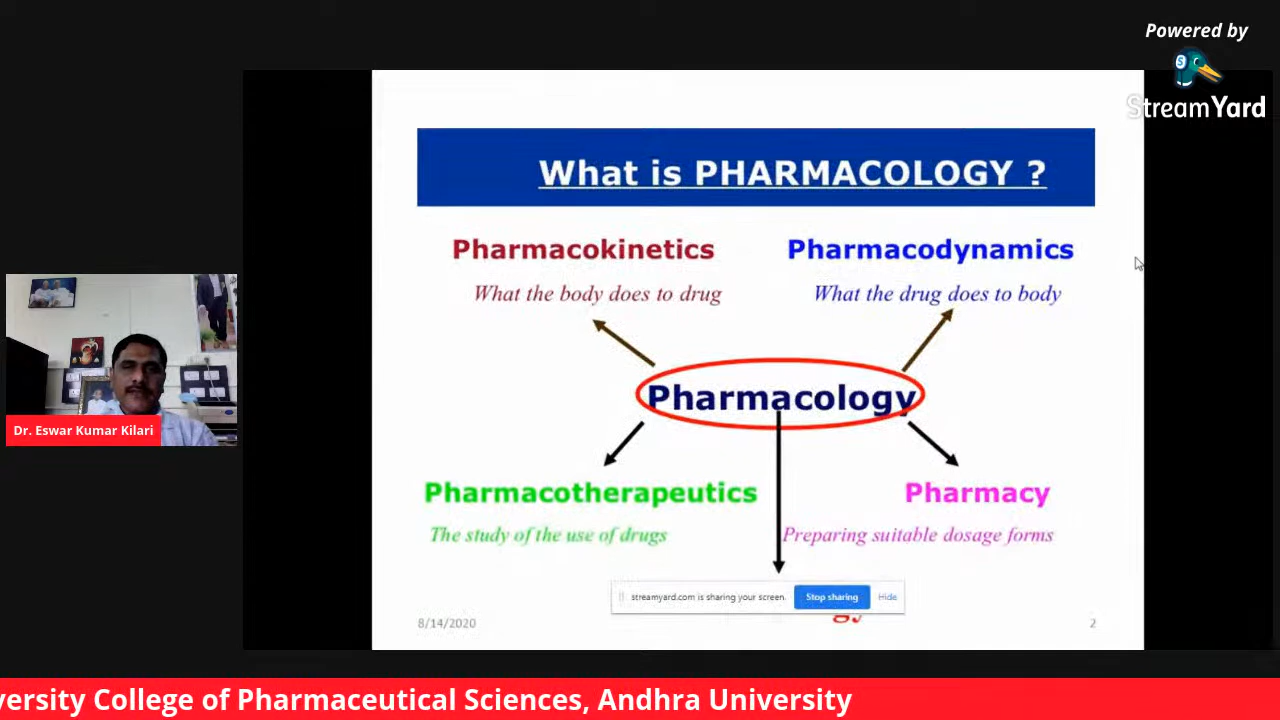 Powered by
StreamYard
What is PHARMACOLOGY ?
Pharmacokinetics
Pharmacodynamics
What the body does to drug
What the drug does to body
Pharmacology
Dr. Eswar Kumar Kilari
Pharmacotherapeutics
Pharmacy
The study of the use of drugs
Preparing suitable dosage forms
streamyard.com is sharing your screen.
Stop sharing
Hide
gy
8/14/2020
2
versity College of Pharmaceutical Sciences, Andhra University